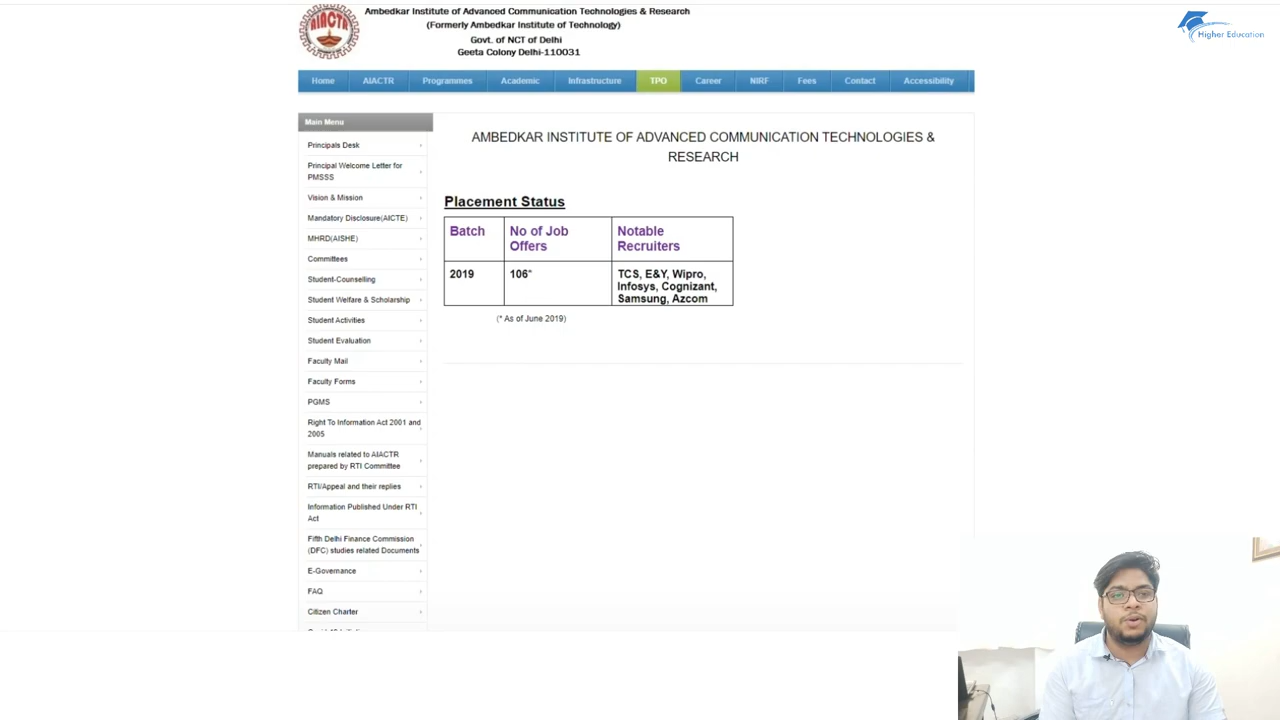 Ambedkar Institute of Advanced Communication Technologies & Research
(Formerly Ambedkar Institute of Technology)
Govt. of NCT of Delhi
Geeta Colony Delhi-110031
AIACTR
Higher Education
Home AIACTR Programmes Academic Infrastructure TPO Career NIRF Fees Contact Accessibility
Main Menu
Principals Desk
Principal Welcome Letter for
PMSSS
Vision & Mission
Mandatory Disclosure(AICTE)
MHRD(AISHE)
Committees
Student-Counselling
Student Welfare & Scholarship
Student Activities
Student Evaluation
Faculty Mail
Faculty Forms
PGMS
Right To Information Act 2001 and
2005
Manuals related to AIACTR
prepared by RTI Committee
RTI/Appeal and their replies
Information Published Under RTI
Act
Fifth Delhi Finance Commission
(DFC) studies related Documents
E-Governance
FAQ
Citizen Charter
AMBEDKAR INSTITUTE OF ADVANCED COMMUNICATION TECHNOLOGIES &
RESEARCH
Placement Status
Batch
No of Job
Offers
Notable
Recruiters
2019
106*
TCS, E&Y, Wipro,
Infosys, Cognizant,
Samsung, Azcom
(* As of June 2019)